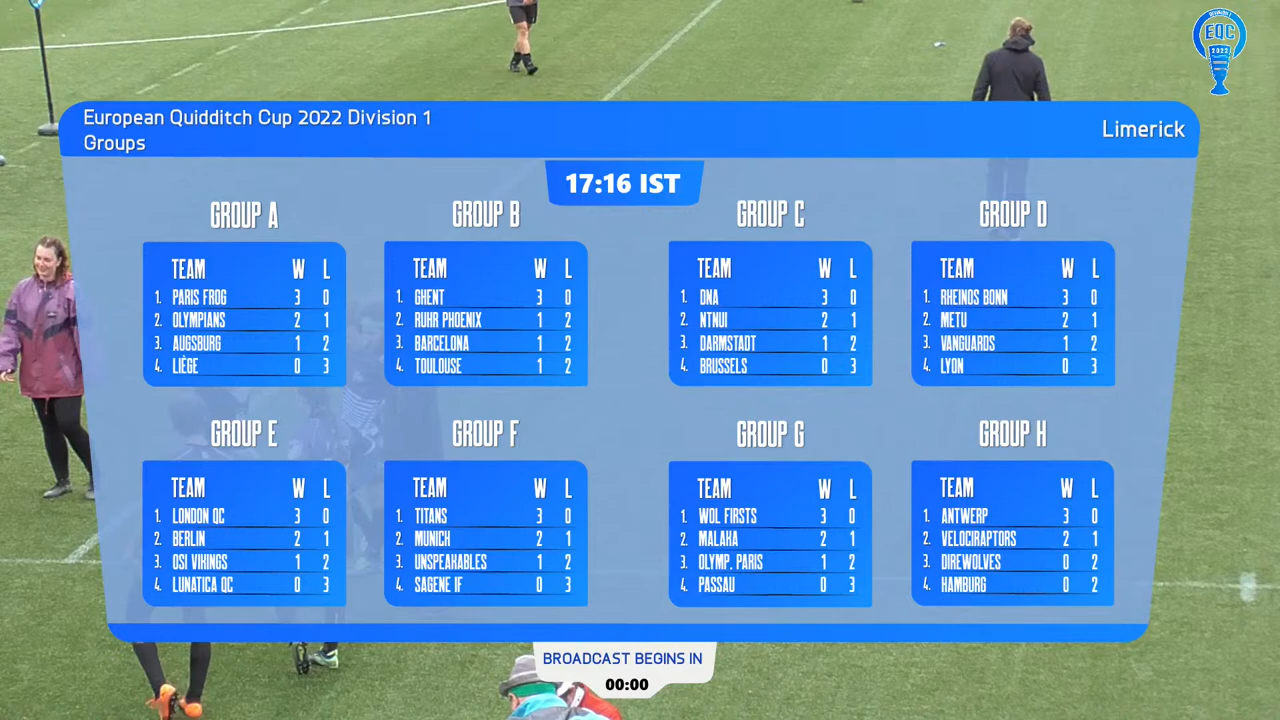 DIVISION 1
EQC
2022
European Quidditch Cup 2022 Division 1
Groups
Limerick
17:16 IST
GROUP A
TEAM W L
1. PARIS FROG 3 0
2. OLYMPIANS 2 1
3. AUGSBURG 1 2
4. LIÈGE 0 3
GROUP B
TEAM W L
1. GHENT 3 0
2. RUHR PHOENIX 1 2
3. BARCELONA 1 2
4. TOULOUSE 1 2
GROUP C
TEAM W L
1. DNA 3 0
2. NTNUI 2 1
3. DARMSTADT 1 2
4. BRUSSELS 0 3
GROUP D
TEAM W L
1. RHEINOS BONN 3 0
2. METU 2 1
3. VANGUARDS 1 2
4. LYON 0 3
GROUP E
TEAM W L
1. LONDON QC 3 0
2. BERLIN 2 1
3. OSI VIKINGS 1 2
4. LUNATICA QC 0 3
GROUP F
TEAM W L
1. TITANS 3 0
2. MUNICH 2 1
3. UNSPEAKABLES 1 2
4. SAGENE IF 0 3
GROUP G
TEAM W L
1. WOL FIRSTS 3 0
2. MALAKA 2 1
3. OLYMP. PARIS 1 2
4. PASSAU 0 3
GROUP H
TEAM W L
1. ANTWERP 3 0
2. VELOCIRAPTORS 2 1
3. DIREWOLVES 0 2
4. HAMBURG 0 2
BROADCAST BEGINS IN
00:00